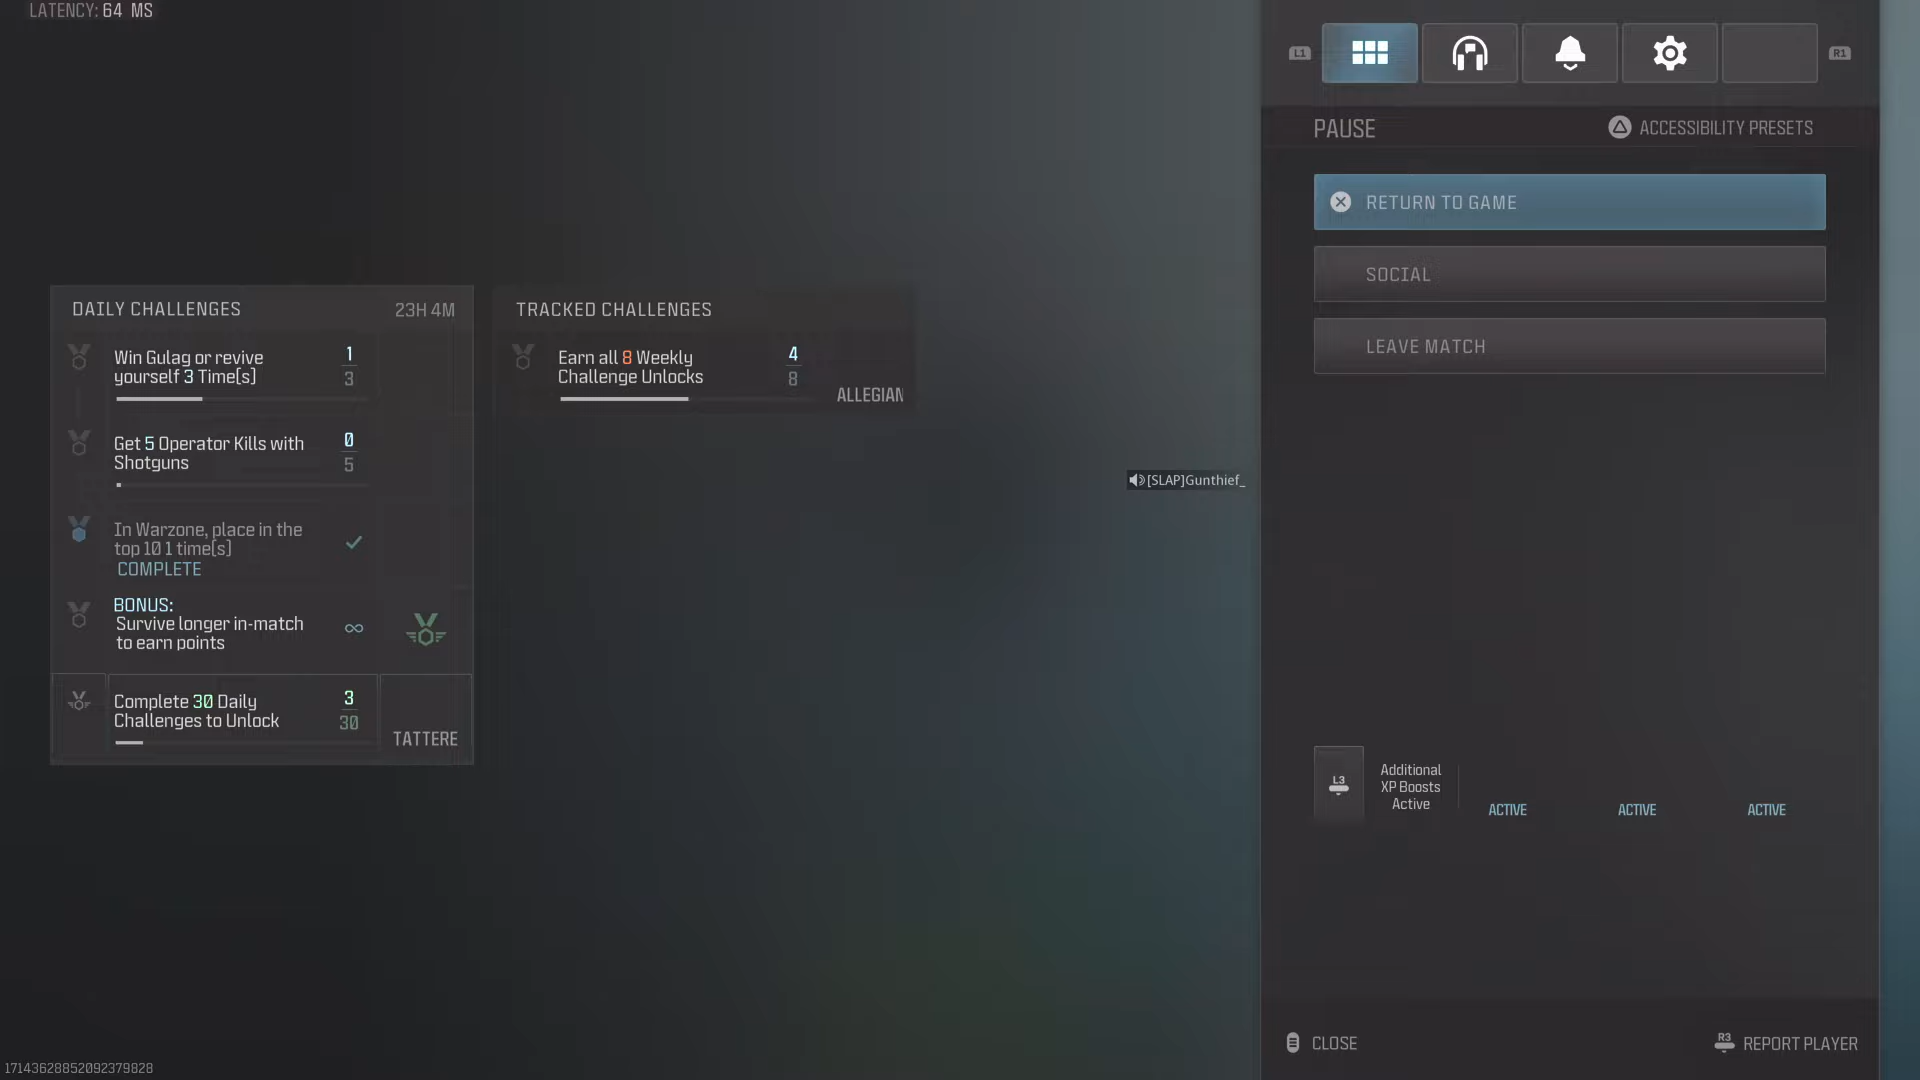 LATENCY: 64 MS
L1
R1
PAUSE
ACCESSIBILITY PRESETS
RETURN TO GAME
SOCIAL
LEAVE MATCH
DAILY CHALLENGES
23H 4M
Win Gulag or revive
yourself 3 Time[s]
1
3
Get 5 Operator Kills with
Shotguns
0
5
In Warzone, place in the
top 10 1 time[s]
COMPLETE
BONUS:
Survive longer in-match
to earn points
∞
Complete 30 Daily
Challenges to Unlock
3
30
TATTERE
TRACKED CHALLENGES
Earn all 8 Weekly
Challenge Unlocks
4
8
ALLEGIAN
[SLAP]Gunthief_
L3
Additional
XP Boosts
Active
ACTIVE
ACTIVE
ACTIVE
CLOSE
R3
REPORT PLAYER
17143628852092379828